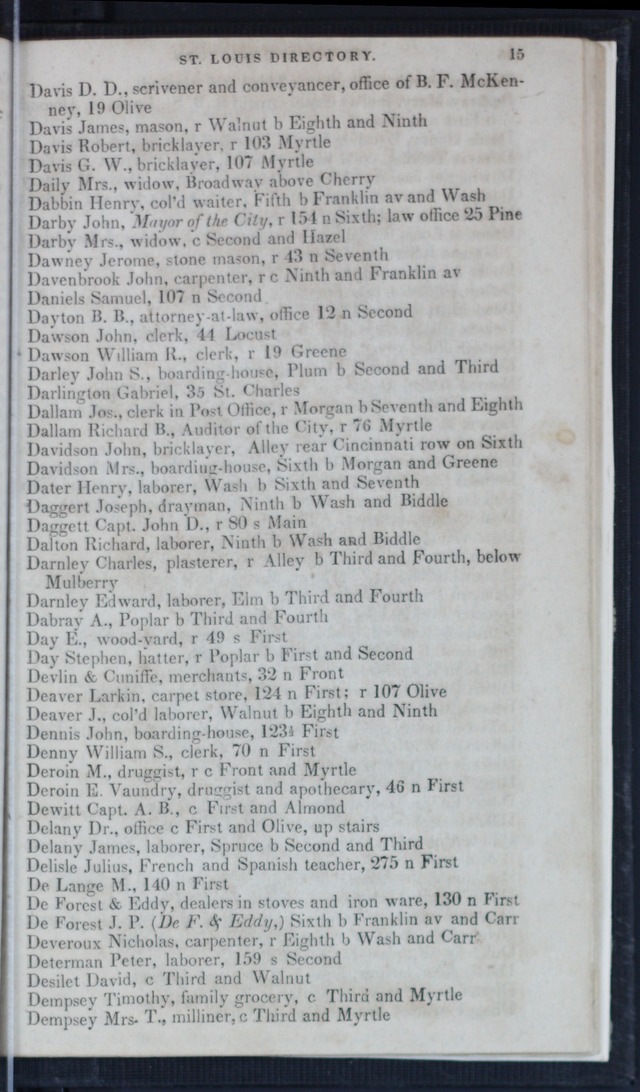 ST. LOUIS DIRECTORY. 15
Davis D. D., scrivener and conveyancer, office of B. F. McKen-
ney, 19 Olive
Davis James, mason, r Walnut b Eighth and Ninth
Davis Robert, bricklayer, r 103 Myrtle
Davis G. W., bricklayer, 107 Myrtle
Daily Mrs., widow, Broadway above Cherry
Dabbin Henry, col'd waiter, Fifth b Franklin av and Wash
Darby John, Mayor of the City, r 154 n Sixth; law office 25 Pine
Darby Mrs., widow, c Second and Hazel
Dawney Jerome, stone mason, r 43 n Seventh
Davenbrook John, carpenter, r c Ninth and Franklin av
Daniels Samuel, 107 n Second
Dayton B. B., attorney-at-law, office 12 n Second
Dawson John, clerk, 44 Locust
Dawson William R., clerk, r 19 Greene
Darley John S., boarding-house, Plum b Second and Third
Darlington Gabriel, 35 St. Charles
Dallam Jos., clerk in Post Office, r Morgan b Seventh and Eighth
Dallam Richard B., Auditor of the City, r 76 Myrtle
Davidson John, bricklayer, Alley rear Cincinnati row on Sixth
Davidson Mrs., boarding-house, Sixth b Morgan and Greene
Dater Henry, laborer, Wash b Sixth and Seventh
Daggert Joseph, drayman, Ninth b Wash and Biddle
Daggett Capt. John D., r 80 s Main
Dalton Richard, laborer, Ninth b Wash and Biddle
Darnley Charles, plasterer, r Alley b Third and Fourth, below
Mulberry
Darnley Edward, laborer, Elm b Third and Fourth
Dabray A., Poplar b Third and Fourth
Day E., wood-yard, r 49 s First
Day Stephen, hatter, r Poplar b First and Second
Devlin & Cuniffe, merchants, 32 n Front
Deaver Larkin, carpet store, 124 n First; r 107 Olive
Deaver J., col'd laborer, Walnut b Eighth and Ninth
Dennis John, boarding-house, 123½ First
Denny William S., clerk, 70 n First
Deroin M., druggist, r c Front and Myrtle
Deroin E. Vaundry, druggist and apothecary, 46 n First
Dewitt Capt. A. B., c First and Almond
Delany Dr., office c First and Olive, up stairs
Delany James, laborer, Spruce b Second and Third
Delisle Julius, French and Spanish teacher, 275 n First
De Lange M., 140 n First
De Forest & Eddy, dealers in stoves and iron ware, 130 n First
De Forest J. P. (De F. & Eddy,) Sixth b Franklin av and Carr
Deveroux Nicholas, carpenter, r Eighth b Wash and Carr
Determan Peter, laborer, 159 s Second
Desilet David, c Third and Walnut
Dempsey Timothy, family grocery, c Third and Myrtle
Dempsey Mrs. T., milliner, c Third and Myrtle